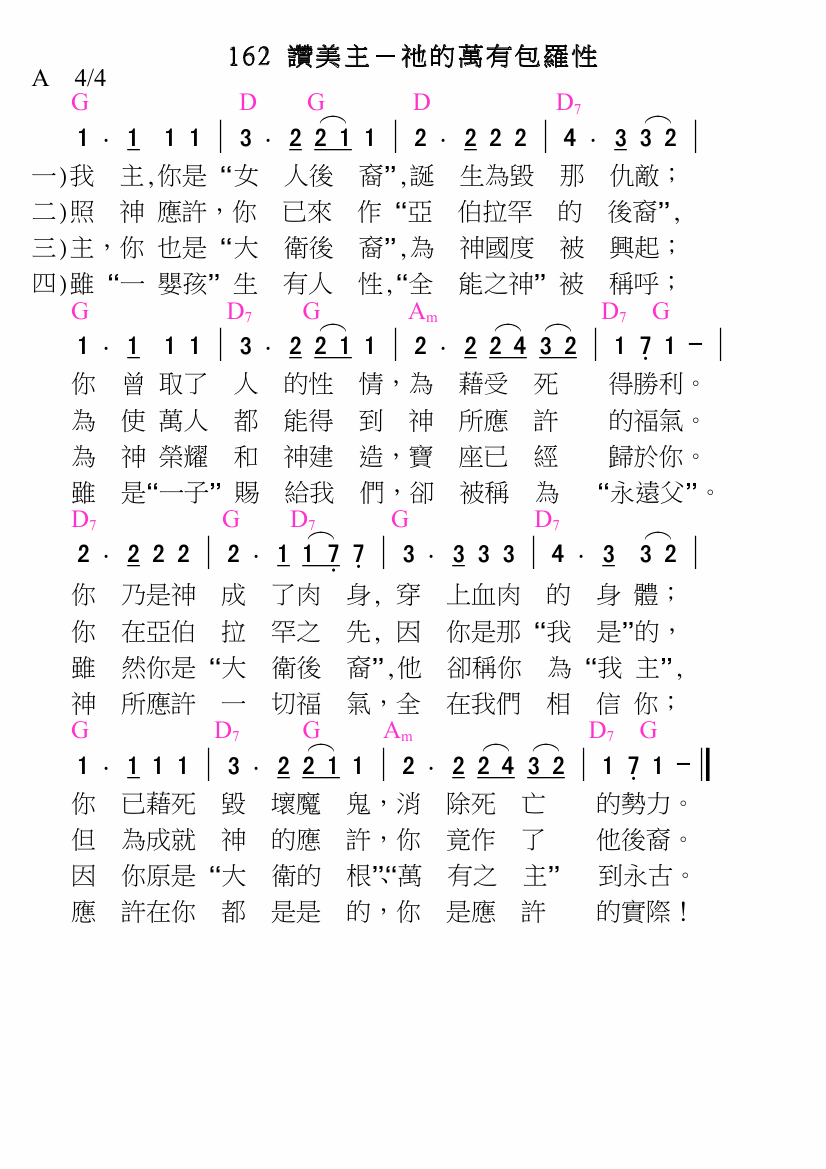 162 讚美主－祂的萬有包羅性
A 4/4
G D G D D7
1 · 1 1 1 | 3 · 2 2 1 1 | 2 · 2 2 2 | 4 · 3 3 2 |
一)我 主,你是 “女 人後 裔”,誕 生為毀 那 仇敵；
二)照 神 應許，你 已來 作 “亞 伯拉罕 的 後裔”,
三)主，你 也是 “大 衛後 裔”,為 神國度 被 興起；
四)雖 “一 嬰孩” 生 有人 性,“全 能之神” 被 稱呼；
G D7 G Am D7 G
1 · 1 1 1 | 3 · 2 2 1 1 | 2 · 2 2 4 3 2 | 1 7̣ 1 － |
你 曾 取了 人 的性 情，為 藉受 死 得勝利。
為 使 萬人 都 能得 到 神 所應 許 的福氣。
為 神 榮耀 和 神建 造，寶 座已 經 歸於你。
雖 是“一子” 賜 給我 們，卻 被稱 為 “永遠父”。
D7 G D7 G D7
2 · 2 2 2 | 2 · 1 1 7̣ 7̣ | 3 · 3 3 3 | 4 · 3 3 2 |
你 乃是神 成 了肉 身, 穿 上血肉 的 身 體；
你 在亞伯 拉 罕之 先, 因 你是那 “我 是”的，
雖 然你是 “大 衛後 裔”,他 卻稱你 為 “我 主”,
神 所應許 一 切福 氣，全 在我們 相 信 你；
G D7 G Am D7 G
1 · 1 1 1 | 3 · 2 2 1 1 | 2 · 2 2 4 3 2 | 1 7̣ 1 － ‖
你 已藉死 毀 壞魔 鬼，消 除死 亡 的勢力。
但 為成就 神 的應 許，你 竟作 了 他後裔。
因 你原是 “大 衛的 根”、“萬 有之 主” 到永古。
應 許在你 都 是是 的，你 是應 許 的實際！